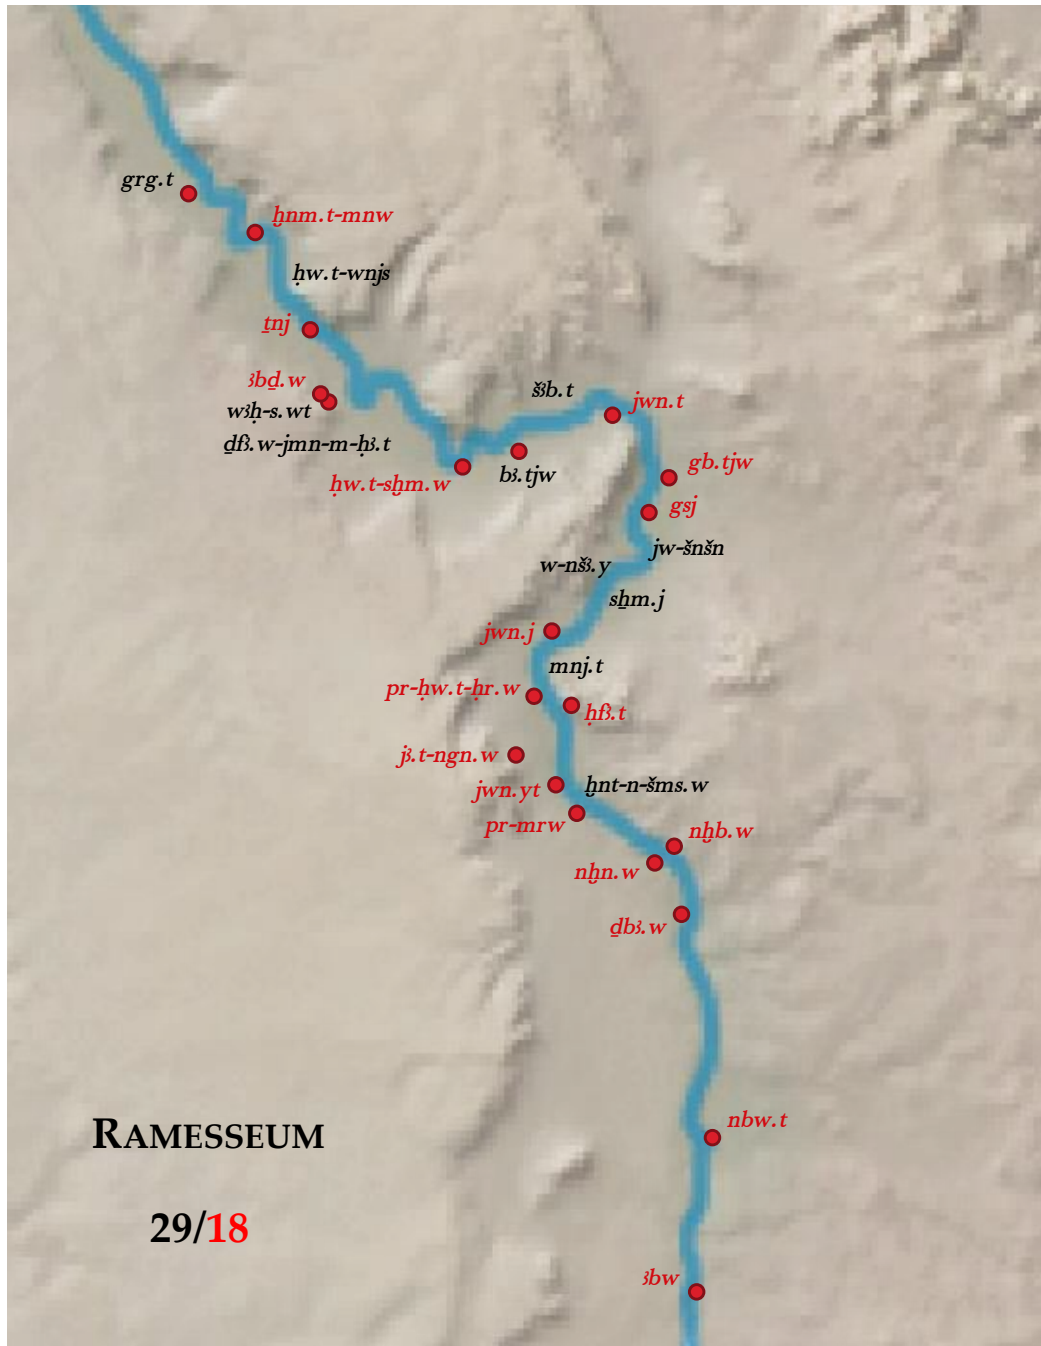 grg.t
ẖnm.t-mnw
ḥw.t-wnjs
ṯnj
ꜣbḏ.w
wꜣḥ-s.wt
ḏfꜣ.w-jmn-m-ḥꜣ.t
ḥw.t-sḫm.w
bꜣ.tjw
šꜣb.t
jwn.t
gb.tjw
gsj
jw-šnšn
w-nšꜣ.y
sẖm.j
jwn.j
mnj.t
pr-ḥw.t-ḥr.w
ḥfꜣ.t
jꜣ.t-ngn.w
jwn.yt
ḫnt-n-šms.w
pr-mrw
nḫb.w
nḫn.w
ḏbꜣ.w
nbw.t
ꜣbw
RAMESSEUM
29/18